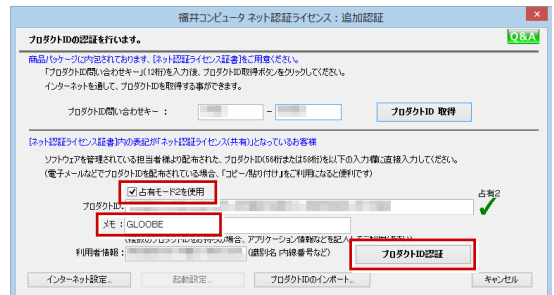 福井コンピュータ ネット認証ライセンス：追加認証
プロダクトIDの認証を行います。
Q&A
商品パッケージに内包されております、[ネット認証ライセンス証書]をご用意ください。
「プロダクトID問い合わせキー」(12桁)を入力後、プロダクトID取得ボタンをクリックしてください。
インターネットを通して、プロダクトIDを取得する事ができます。
プロダクトID問い合わせキー ： － プロダクトID 取得
[ネット認証ライセンス証書]内の表記が「ネット認証ライセンス(共有)」となっているお客様
ソフトウェアを管理されている担当者様より配布された、プロダクトID(56桁または58桁)を以下の入力欄に直接入力してください。
(電子メールなどでプロダクトIDを配布されている場合、「コピー/貼り付け」をご利用になると便利です)
占有モード2を使用
占有2
プロダクトID：
メモ：GLOOBE
利用者情報： (識別名 内線番号など)
プロダクトID認証
インターネット設定... 起動設定... プロダクトIDのインポート... キャンセル